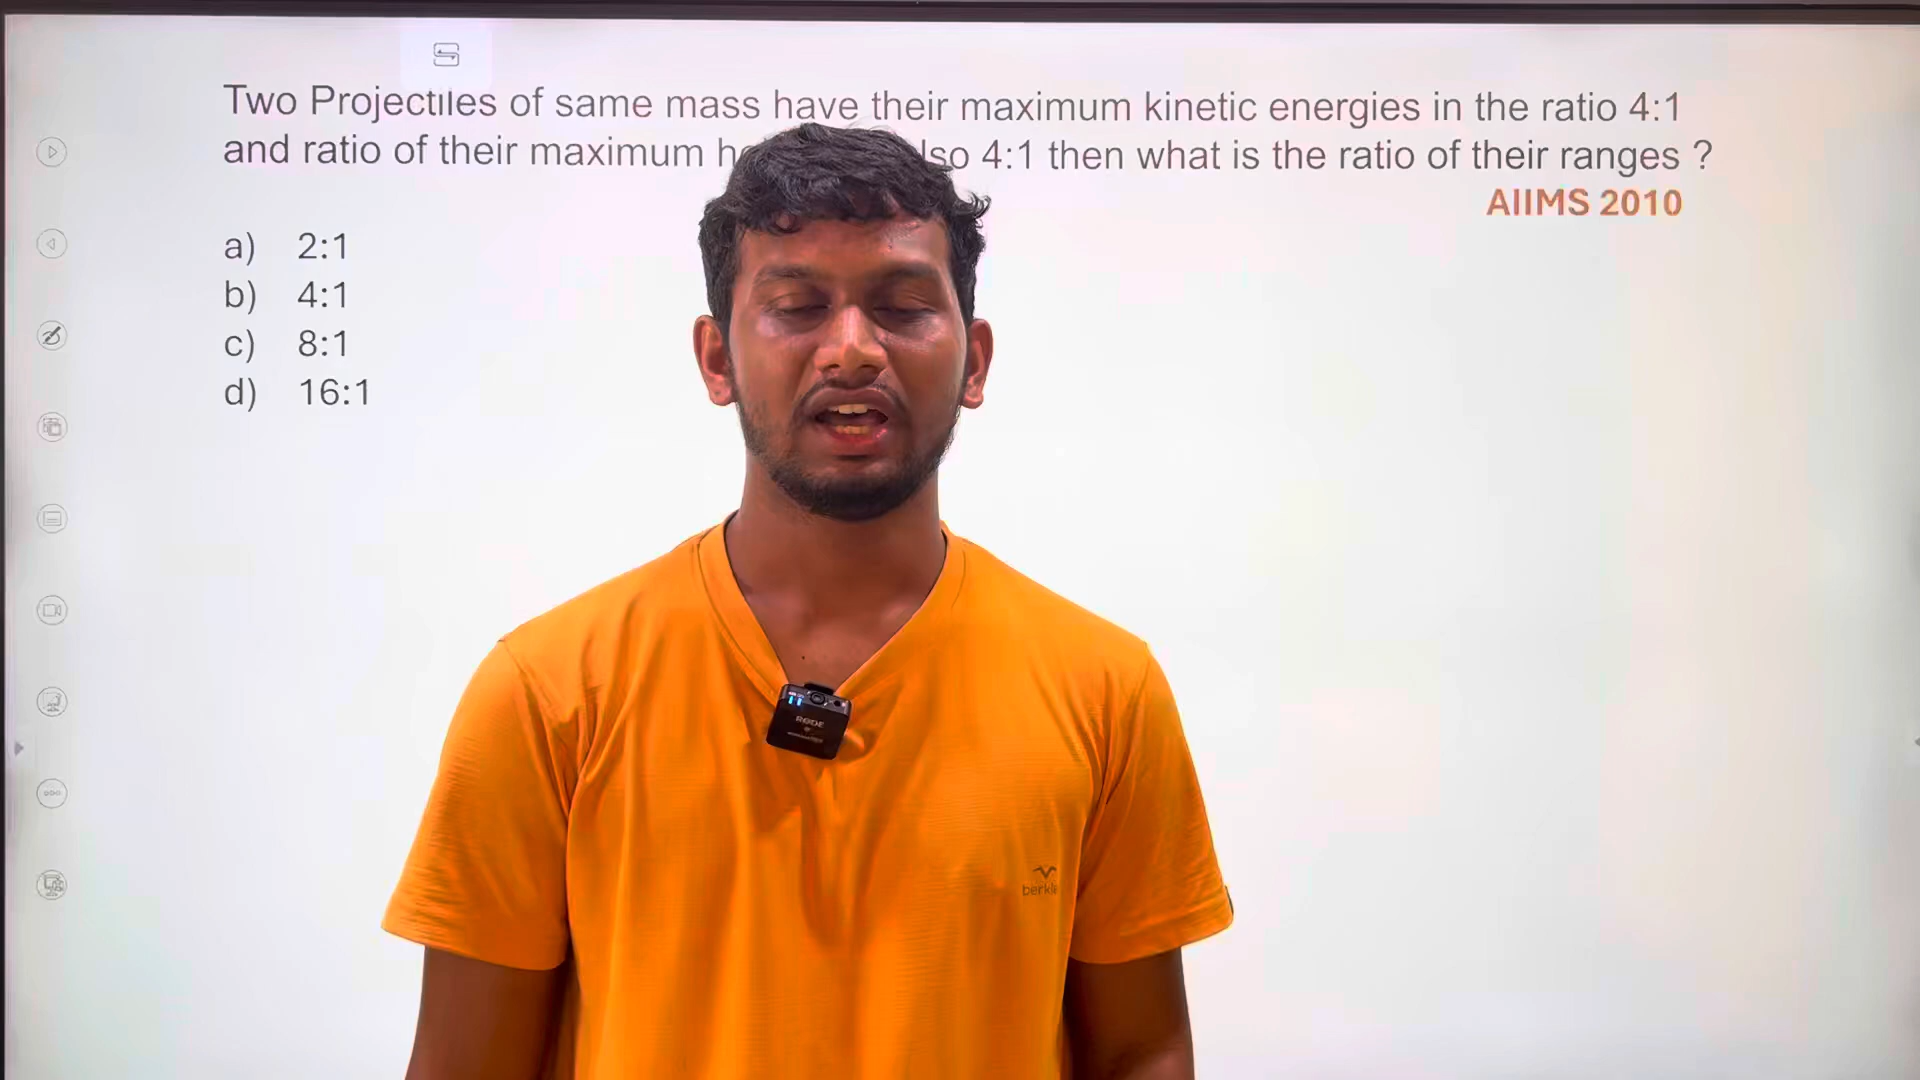 Two Projectiles of same mass have their maximum kinetic energies in the ratio 4:1
and ratio of their maximum 4:1 then what is the ratio of their ranges ?
AIIMS 2010
a) 2:1
b) 4:1
c) 8:1
d) 16:1
RØDE